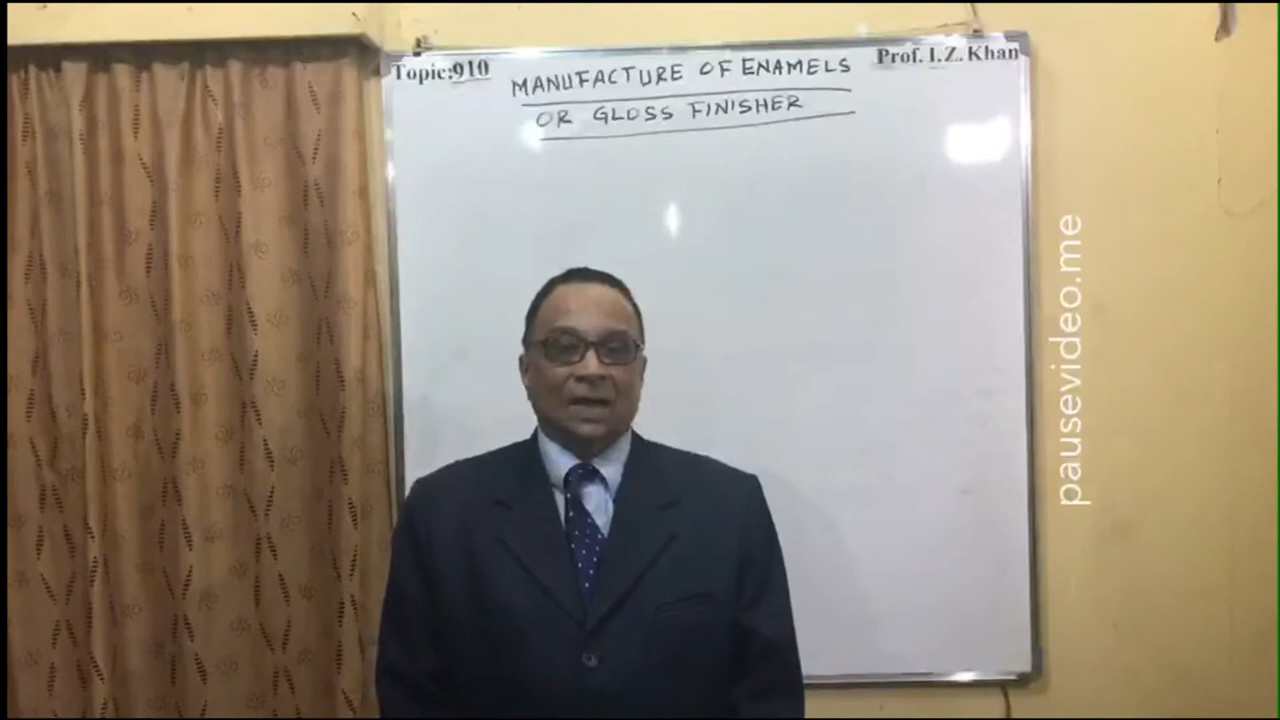 Topic:910
Prof. I.Z. Khan
MANUFACTURE OF ENAMELS
OR GLOSS FINISHER
pausevideo.me